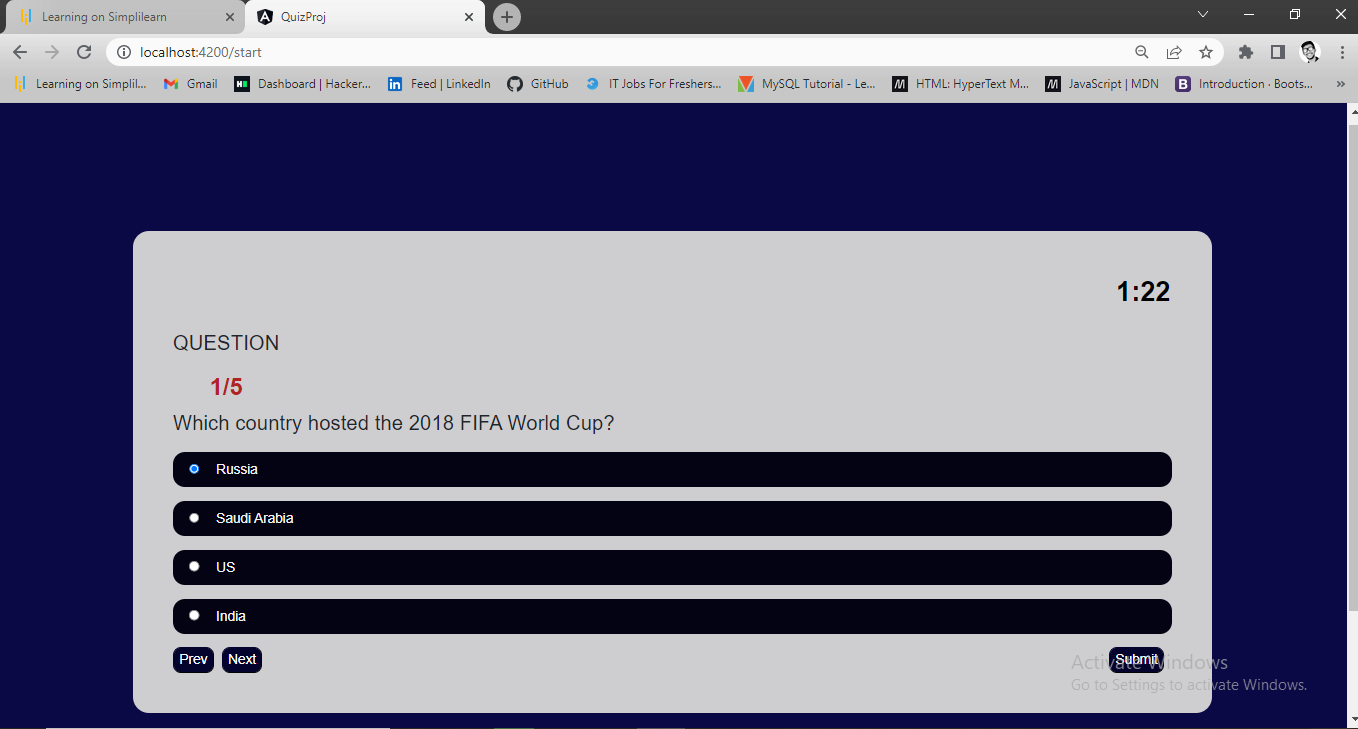 Learning on Simplilearn
QuizProj
localhost:4200/start
Learning on Simplil...
Gmail
Dashboard | Hacker...
Feed | LinkedIn
GitHub
IT Jobs For Freshers...
MySQL Tutorial - Le...
HTML: HyperText M...
JavaScript | MDN
Introduction · Boots...
»
1:22
QUESTION
1/5
Which country hosted the 2018 FIFA World Cup?
Russia
Saudi Arabia
US
India
Prev
Next
Submit
Activate Windows
Go to Settings to activate Windows.